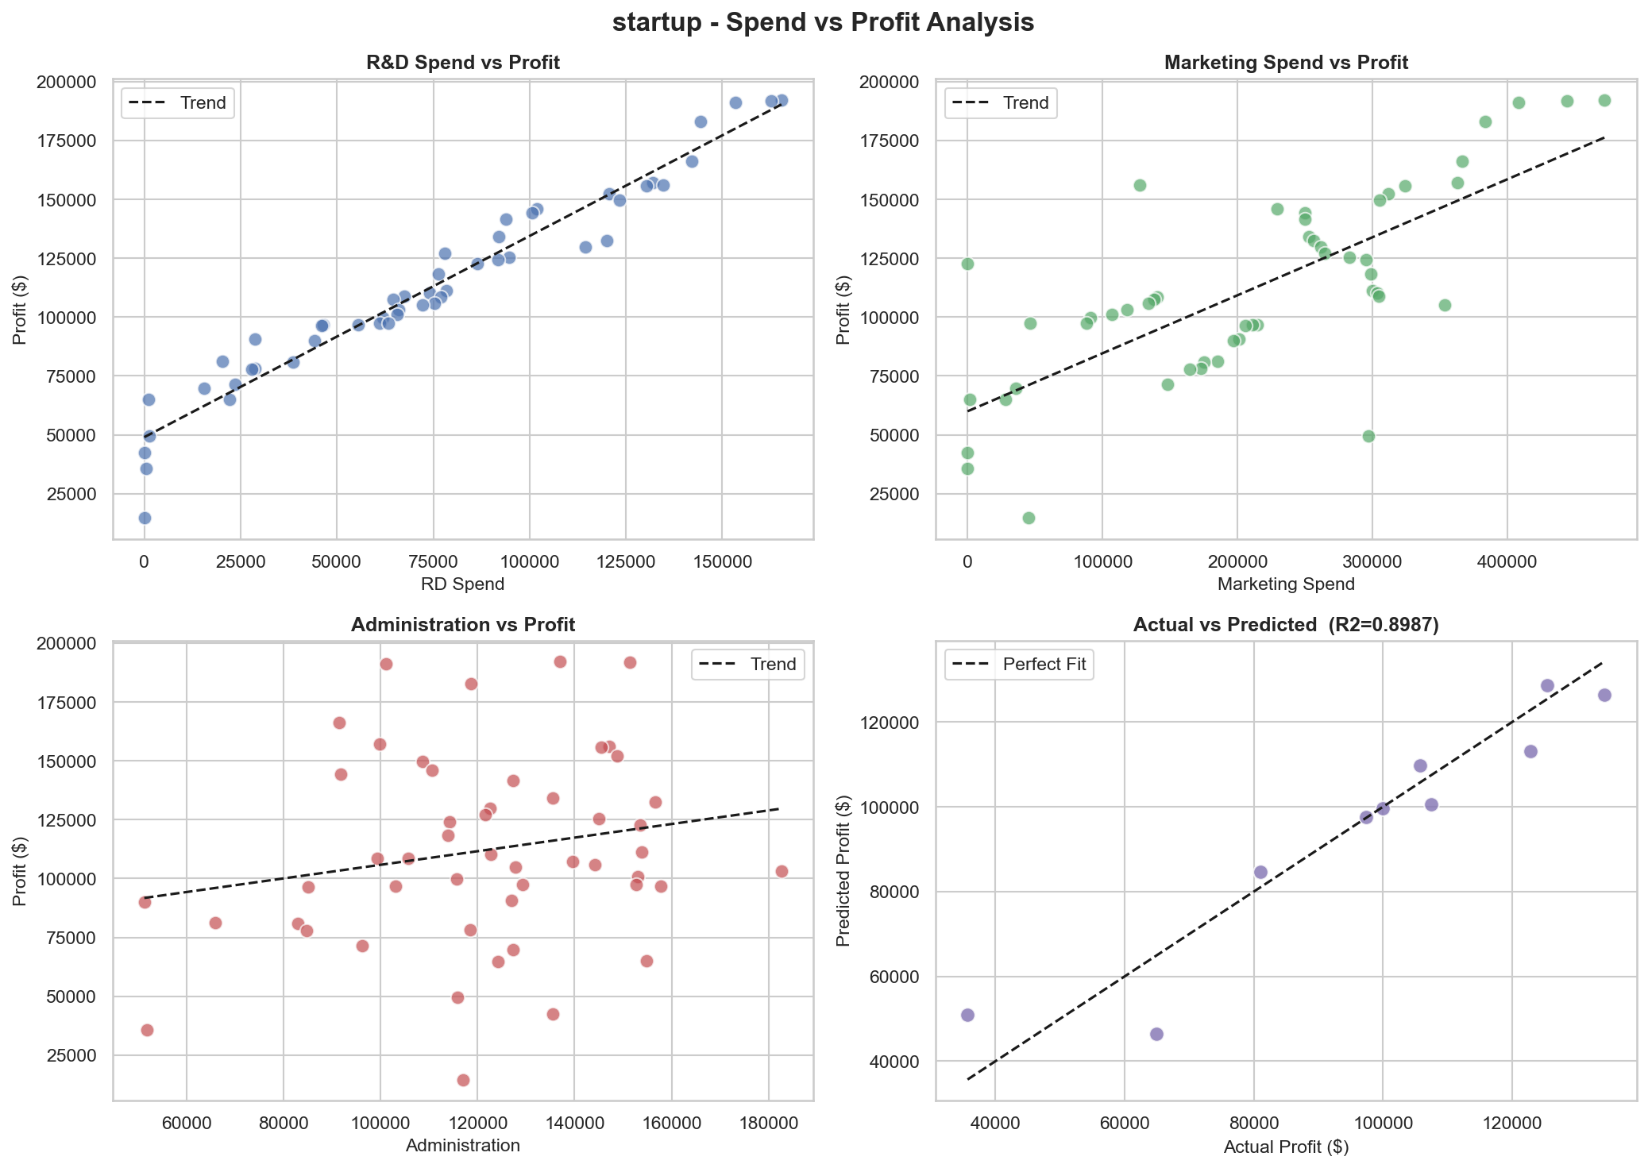 startup - Spend vs Profit Analysis
R&D Spend vs Profit
Trend
200000
175000
150000
125000
100000
75000
50000
25000
Profit ($)
0 25000 50000 75000 100000 125000 150000
RD Spend
Marketing Spend vs Profit
Trend
200000
175000
150000
125000
100000
75000
50000
25000
Profit ($)
0 100000 200000 300000 400000
Marketing Spend
Administration vs Profit
Trend
200000
175000
150000
125000
100000
75000
50000
25000
Profit ($)
60000 80000 100000 120000 140000 160000 180000
Administration
Actual vs Predicted (R2=0.8987)
Perfect Fit
120000
100000
80000
60000
40000
Predicted Profit ($)
40000 60000 80000 100000 120000
Actual Profit ($)